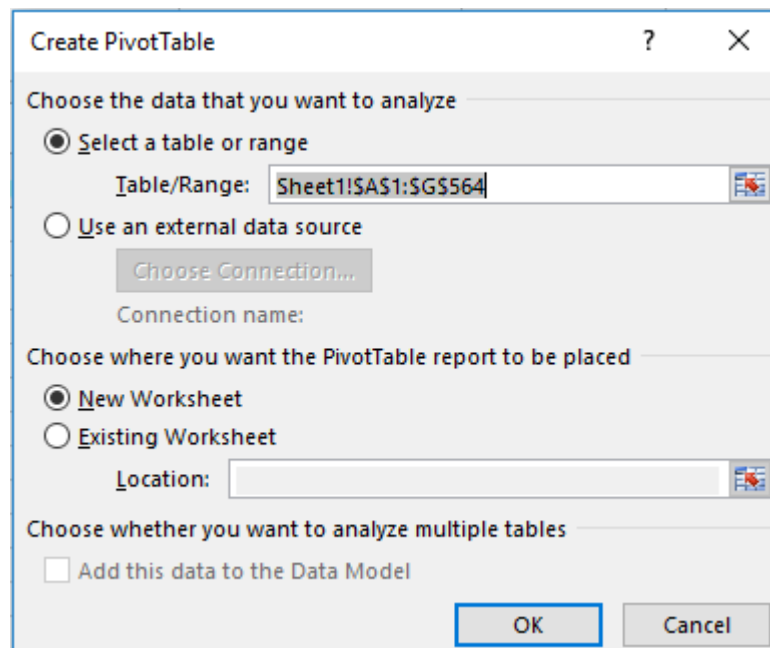 Create PivotTable ? X
Choose the data that you want to analyze
Select a table or range
Table/Range: Sheet1!$A$1:$G$564
Use an external data source
Choose Connection...
Connection name:
Choose where you want the PivotTable report to be placed
New Worksheet
Existing Worksheet
Location:
Choose whether you want to analyze multiple tables
Add this data to the Data Model
OK Cancel